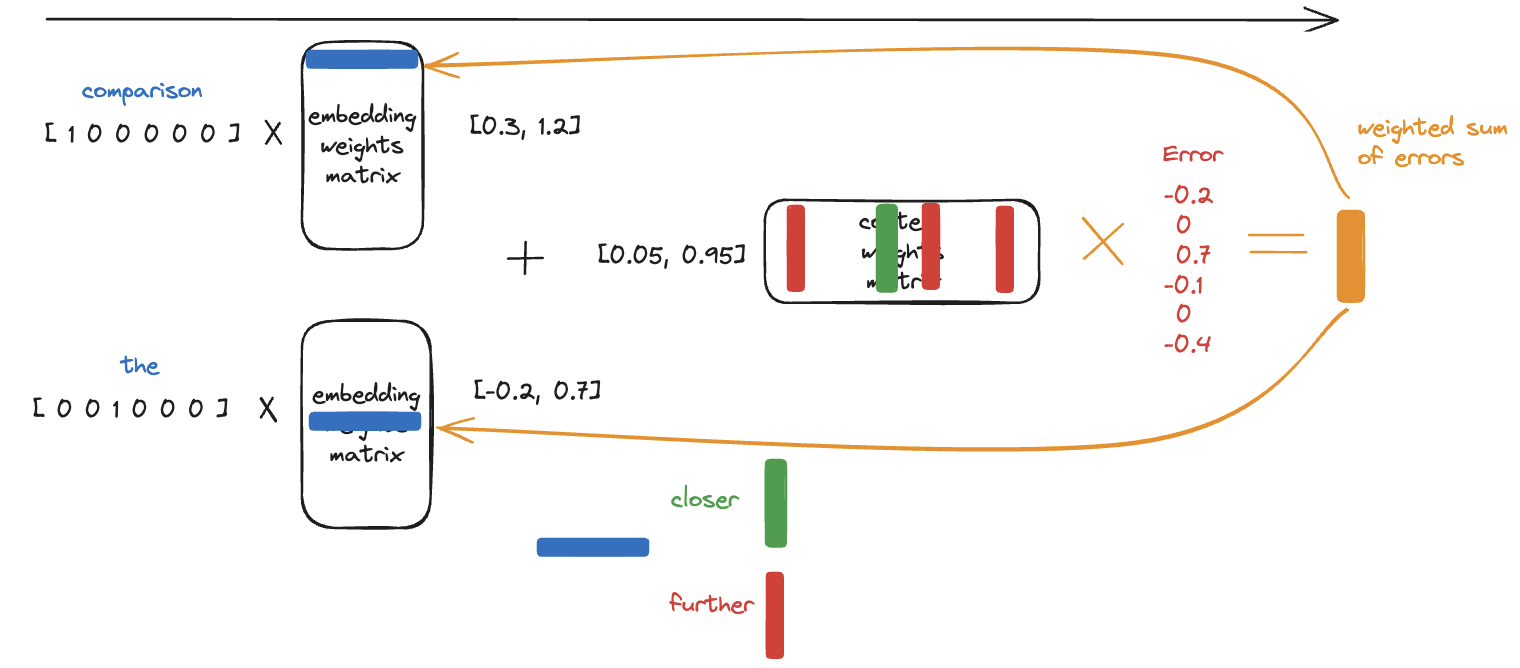 comparison
[ 1 0 0 0 0 0 ] X
embedding
weights
matrix
[0.3, 1.2]
+
[0.05, 0.95]
Error
-0.2
0
0.7
-0.1
0
-0.4
weighted sum
of errors
the
[ 0 0 1 0 0 0 ] X
embedding
matrix
[-0.2, 0.7]
closer
further